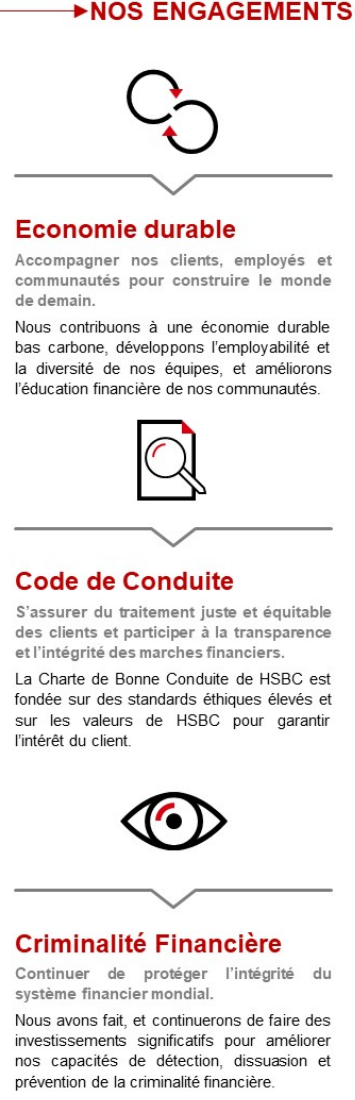 NOS ENGAGEMENTS
Economie durable
Accompagner nos clients, employés et
communautés pour construire le monde
de demain.
Nous contribuons à une économie durable
bas carbone, développons l'employabilité et
la diversité de nos équipes, et améliorons
l'éducation financière de nos communautés.
Code de Conduite
S'assurer du traitement juste et équitable
des clients et participer à la transparence
et l'intégrité des marches financiers.
La Charte de Bonne Conduite de HSBC est
fondée sur des standards éthiques élevés et
sur les valeurs de HSBC pour garantir
l'intérêt du client.
Criminalité Financière
Continuer de protéger l'intégrité du
système financier mondial.
Nous avons fait, et continuerons de faire des
investissements significatifs pour améliorer
nos capacités de détection, dissuasion et
prévention de la criminalité financière.